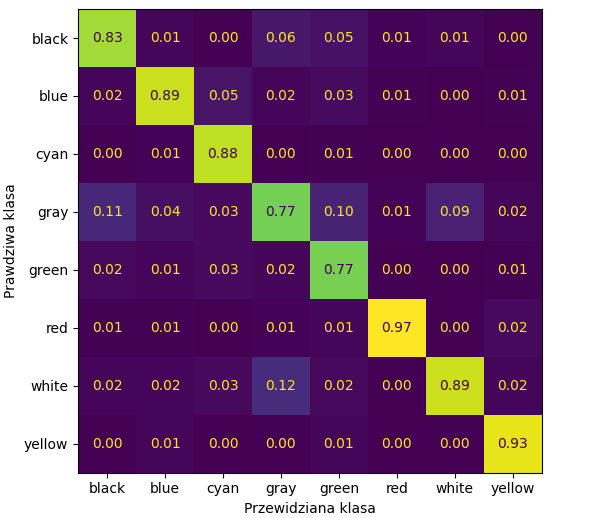 Prawdziwa klasa
black 0.83 0.01 0.00 0.06 0.05 0.01 0.01 0.00
blue 0.02 0.89 0.05 0.02 0.03 0.01 0.00 0.01
cyan 0.00 0.01 0.88 0.00 0.01 0.00 0.00 0.00
gray 0.11 0.04 0.03 0.77 0.10 0.01 0.09 0.02
green 0.02 0.01 0.03 0.02 0.77 0.00 0.00 0.01
red 0.01 0.01 0.00 0.01 0.01 0.97 0.00 0.02
white 0.02 0.02 0.03 0.12 0.02 0.00 0.89 0.02
yellow 0.00 0.01 0.00 0.00 0.01 0.00 0.00 0.93
black blue cyan gray green red white yellow
Przewidziana klasa